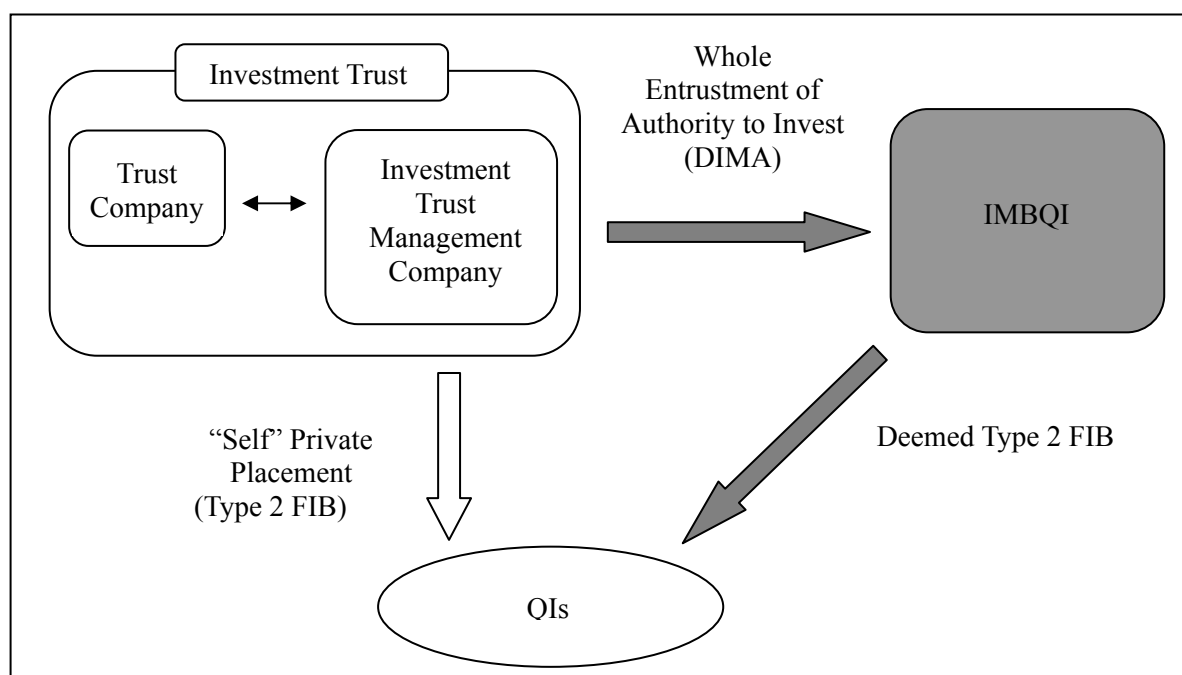 Investment Trust
Trust
Company
Investment
Trust
Management
Company
Whole
Entrustment of
Authority to Invest
(DIMA)
IMBQI
“Self” Private
Placement
(Type 2 FIB)
Deemed Type 2 FIB
QIs